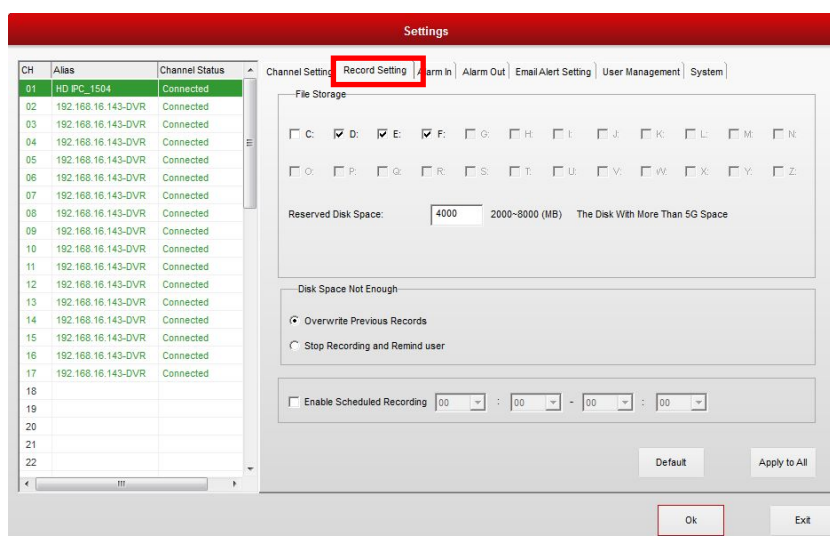 Settings
CH Alias Channel Status
01 HD IPC_1504 Connected
02 192.168.16.143-DVR Connected
03 192.168.16.143-DVR Connected
04 192.168.16.143-DVR Connected
05 192.168.16.143-DVR Connected
06 192.168.16.143-DVR Connected
07 192.168.16.143-DVR Connected
08 192.168.16.143-DVR Connected
09 192.168.16.143-DVR Connected
10 192.168.16.143-DVR Connected
11 192.168.16.143-DVR Connected
12 192.168.16.143-DVR Connected
13 192.168.16.143-DVR Connected
14 192.168.16.143-DVR Connected
15 192.168.16.143-DVR Connected
16 192.168.16.143-DVR Connected
17 192.168.16.143-DVR Connected
18
19
20
21
22
Channel Setting Record Setting Alarm In Alarm Out Email Alert Setting User Management System
File Storage
C: D: E: F: G: H: I: J: K: L: M: N:
O: P: Q: R: S: T: U: V: W: X: Y: Z:
Reserved Disk Space: 4000 2000~8000 (MB) The Disk With More Than 5G Space
Disk Space Not Enough
Overwrite Previous Records
Stop Recording and Remind user
Enable Scheduled Recording 00 : 00 - 00 : 00
Default Apply to All
Ok Exit